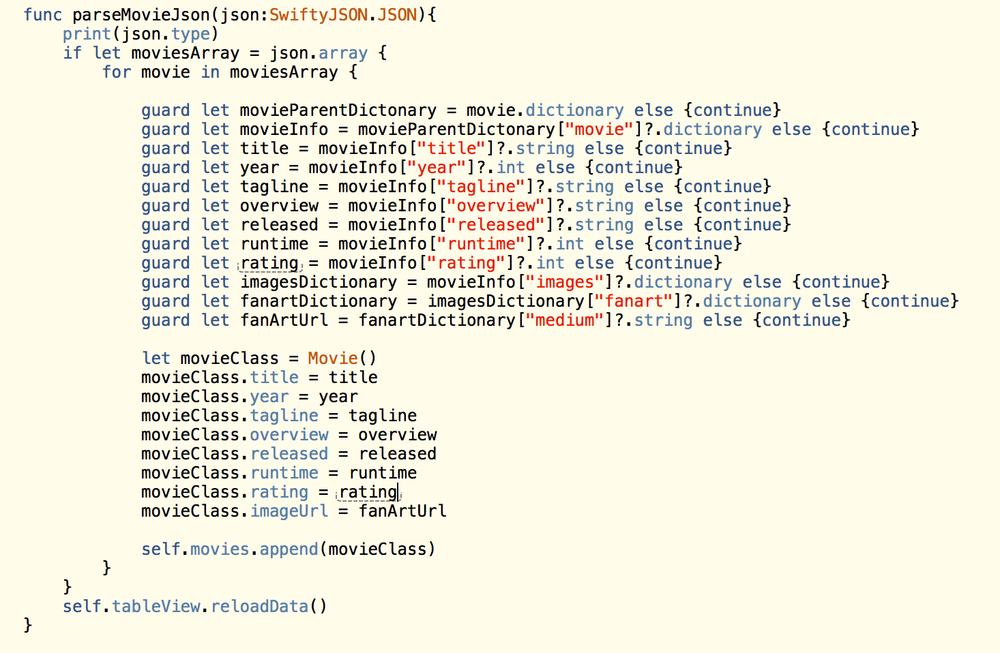 func parseMovieJson(json:SwiftyJSON.JSON){
    print(json.type)
    if let moviesArray = json.array {
        for movie in moviesArray {
            guard let movieParentDictonary = movie.dictionary else {continue}
            guard let movieInfo = movieParentDictonary["movie"]?.dictionary else {continue}
            guard let title = movieInfo["title"]?.string else {continue}
            guard let year = movieInfo["year"]?.int else {continue}
            guard let tagline = movieInfo["tagline"]?.string else {continue}
            guard let overview = movieInfo["overview"]?.string else {continue}
            guard let released = movieInfo["released"]?.string else {continue}
            guard let runtime = movieInfo["runtime"]?.int else {continue}
            guard let rating = movieInfo["rating"]?.int else {continue}
            guard let imagesDictionary = movieInfo["images"]?.dictionary else {continue}
            guard let fanartDictionary = imagesDictionary["fanart"]?.dictionary else {continue}
            guard let fanArtUrl = fanartDictionary["medium"]?.string else {continue}
            let movieClass = Movie()
            movieClass.title = title
            movieClass.year = year
            movieClass.tagline = tagline
            movieClass.overview = overview
            movieClass.released = released
            movieClass.runtime = runtime
            movieClass.rating = rating
            movieClass.imageUrl = fanArtUrl
            self.movies.append(movieClass)
        }
    }
    self.tableView.reloadData()
}